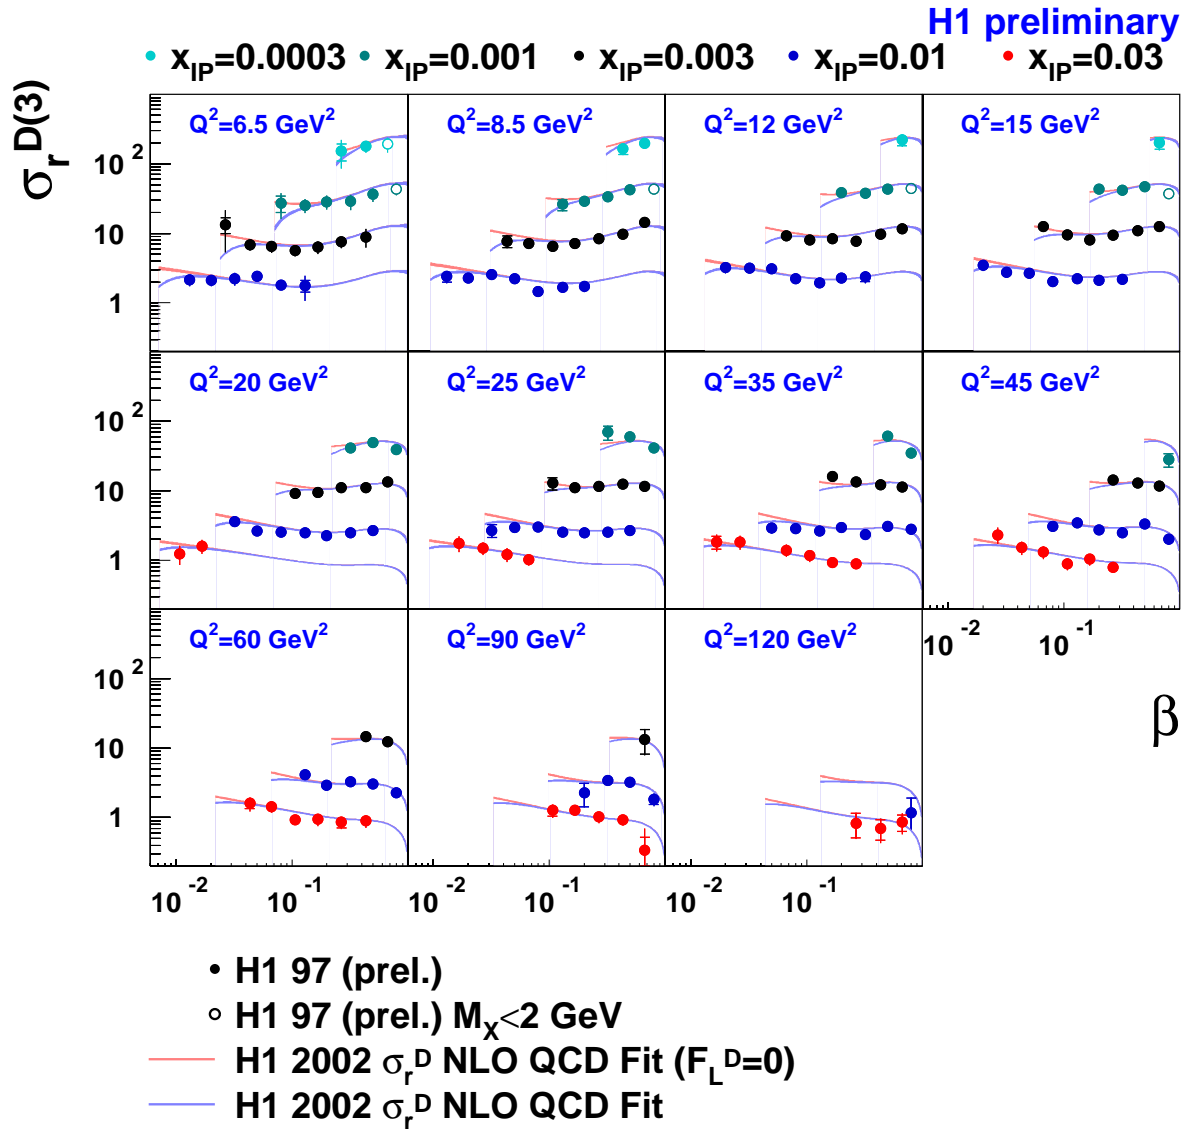 H1 preliminary
x_IP=0.0003 x_IP=0.001 x_IP=0.003 x_IP=0.01 x_IP=0.03
σ_r^D(3)
Q²=6.5 GeV² Q²=8.5 GeV² Q²=12 GeV² Q²=15 GeV²
10²
10
1
Q²=20 GeV² Q²=25 GeV² Q²=35 GeV² Q²=45 GeV²
10²
10
1
Q²=60 GeV² Q²=90 GeV² Q²=120 GeV²
10⁻² 10⁻¹
β
10²
10
1
10⁻² 10⁻¹ 10⁻² 10⁻¹ 10⁻² 10⁻¹
H1 97 (prel.)
H1 97 (prel.) M_X<2 GeV
H1 2002 σ_r^D NLO QCD Fit (F_L^D=0)
H1 2002 σ_r^D NLO QCD Fit